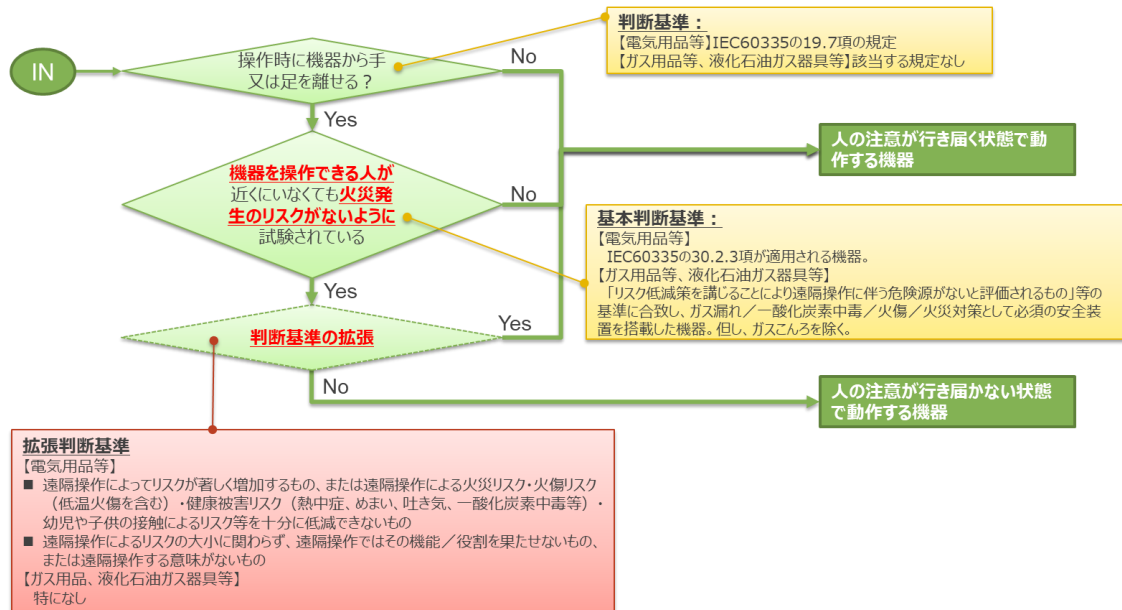 判断基準：
【電気用品等】IEC60335の19.7項の規定
【ガス用品等、液化石油ガス器具等】該当する規定なし
IN
操作時に機器から手
又は足を離せる？
No
Yes
人の注意が行き届く状態で動
作する機器
機器を操作できる人が
近くにいなくても火災発
生のリスクがないように
試験されている
No
基本判断基準：
【電気用品等】
IEC60335の30.2.3項が適用される機器。
【ガス用品等、液化石油ガス器具等】
「リスク低減策を講じることにより遠隔操作に伴う危険源がないと評価されるもの」等の
基準に合致し、ガス漏れ／一酸化炭素中毒／火傷／火災対策として必須の安全装
置を搭載した機器。但し、ガスこんろを除く。
Yes
判断基準の拡張
Yes
No
人の注意が行き届かない状態
で動作する機器
拡張判断基準
【電気用品等】
■ 遠隔操作によってリスクが著しく増加するもの、または遠隔操作による火災リスク・火傷リスク
（低温火傷を含む）・健康被害リスク（熱中症、めまい、吐き気、一酸化炭素中毒等）・
幼児や子供の接触によるリスク等を十分に低減できないもの
■ 遠隔操作によるリスクの大小に関わらず、遠隔操作ではその機能／役割を果たせないもの、
または遠隔操作する意味がないもの
【ガス用品、液化石油ガス器具等】
特になし